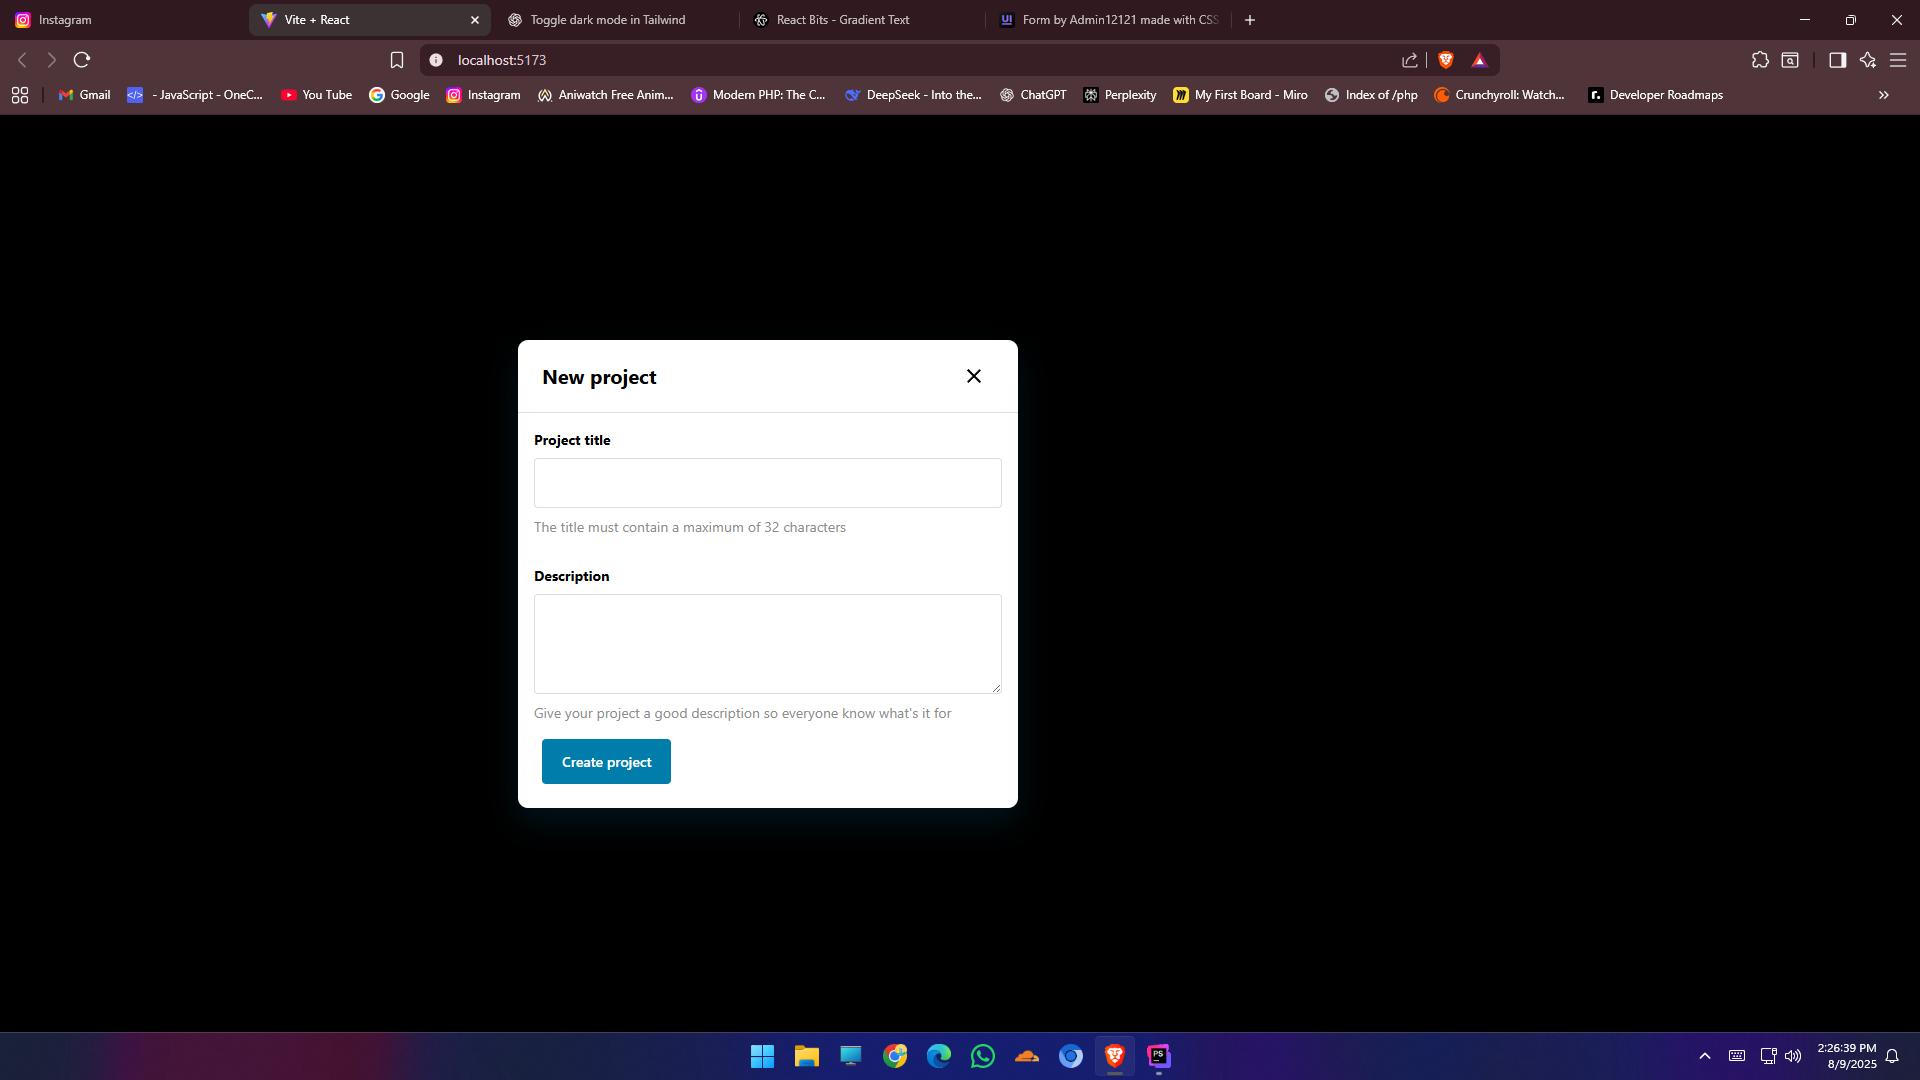 Instagram
Vite + React
Toggle dark mode in Tailwind
React Bits - Gradient Text
UI
Form by Admin12121 made with CSS
localhost:5173
Gmail
</> - JavaScript - OneC...
You Tube
Google
Instagram
Aniwatch Free Anim...
Modern PHP: The C...
DeepSeek - Into the...
ChatGPT
Perplexity
My First Board - Miro
Index of /php
Crunchyroll: Watch...
r.
Developer Roadmaps
New project
Project title
The title must contain a maximum of 32 characters
Description
Give your project a good description so everyone know what's it for
Create project
PS
2:26:39 PM
8/9/2025